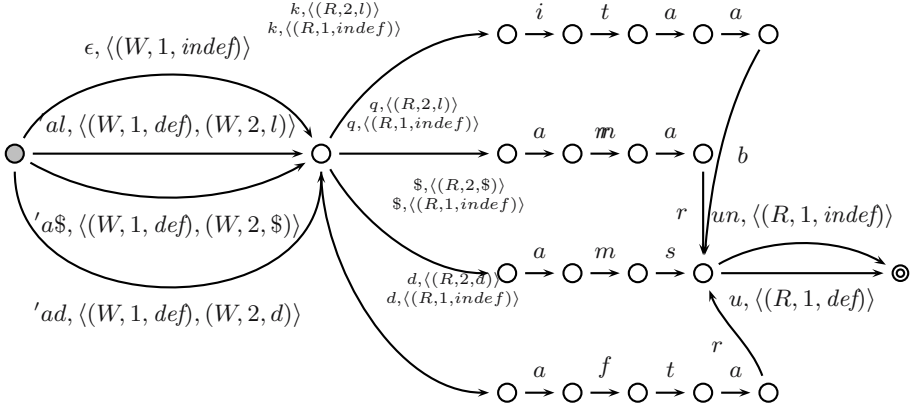 k,⟨(R,2,l)⟩
k,⟨(R,1,indef)⟩
i t a a
ϵ, ⟨(W, 1, indef)⟩
q,⟨(R,2,l)⟩
q,⟨(R,1,indef)⟩
′al, ⟨(W, 1, def), (W, 2, l)⟩
a m a
b
$,⟨(R,2,$)⟩
$,⟨(R,1,indef)⟩
r
un, ⟨(R, 1, indef)⟩
′a$, ⟨(W, 1, def), (W, 2, $)⟩
a m s
d,⟨(R,2,d)⟩
d,⟨(R,1,indef)⟩
u, ⟨(R, 1, def)⟩
′ad, ⟨(W, 1, def), (W, 2, d)⟩
r
a f t a